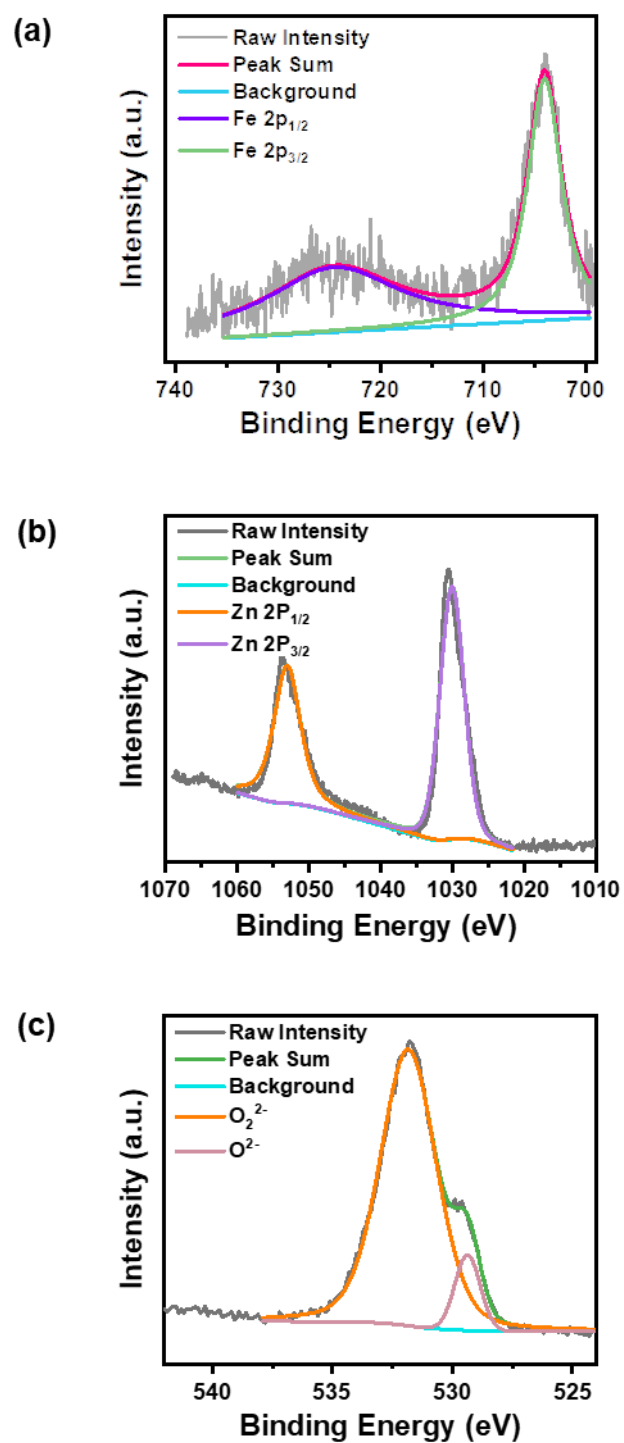 (a)
Raw Intensity
Peak Sum
Background
Fe 2p1/2
Fe 2p3/2
Intensity (a.u.)
740 730 720 710 700
Binding Energy (eV)
(b)
Raw Intensity
Peak Sum
Background
Zn 2P1/2
Zn 2P3/2
Intensity (a.u.)
1070 1060 1050 1040 1030 1020 1010
Binding Energy (eV)
(c)
Raw Intensity
Peak Sum
Background
O₂²⁻
O²⁻
Intensity (a.u.)
540 535 530 525
Binding Energy (eV)